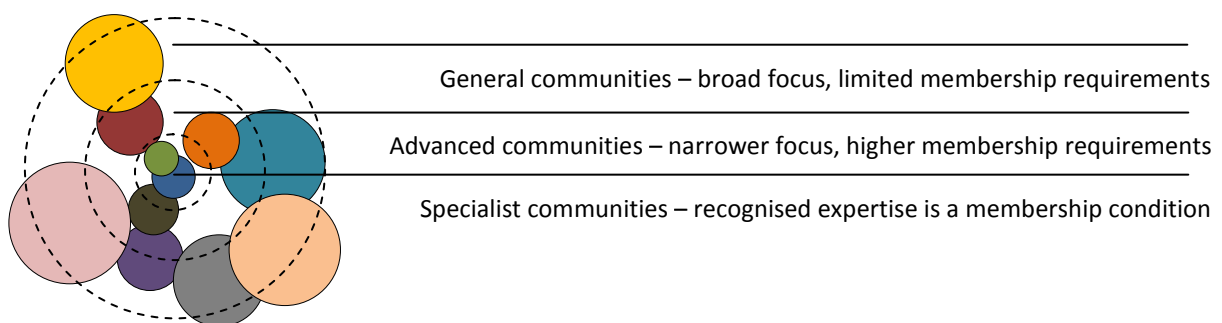 General communities – broad focus, limited membership requirements
Advanced communities – narrower focus, higher membership requirements
Specialist communities – recognised expertise is a membership condition